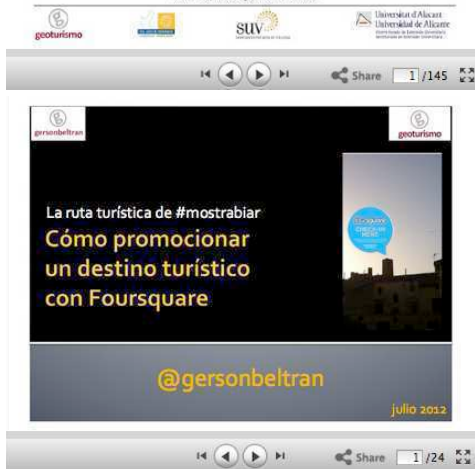 geoturismo
suv
Universitat d'Alacant
Universidad de Alicante
Share 1 /145
gersonbeltran
geoturismo
La ruta turística de #mostrabiar
Cómo promocionar
un destino turístico
con Foursquare
@gersonbeltran
julio 2012
Share 1 /24